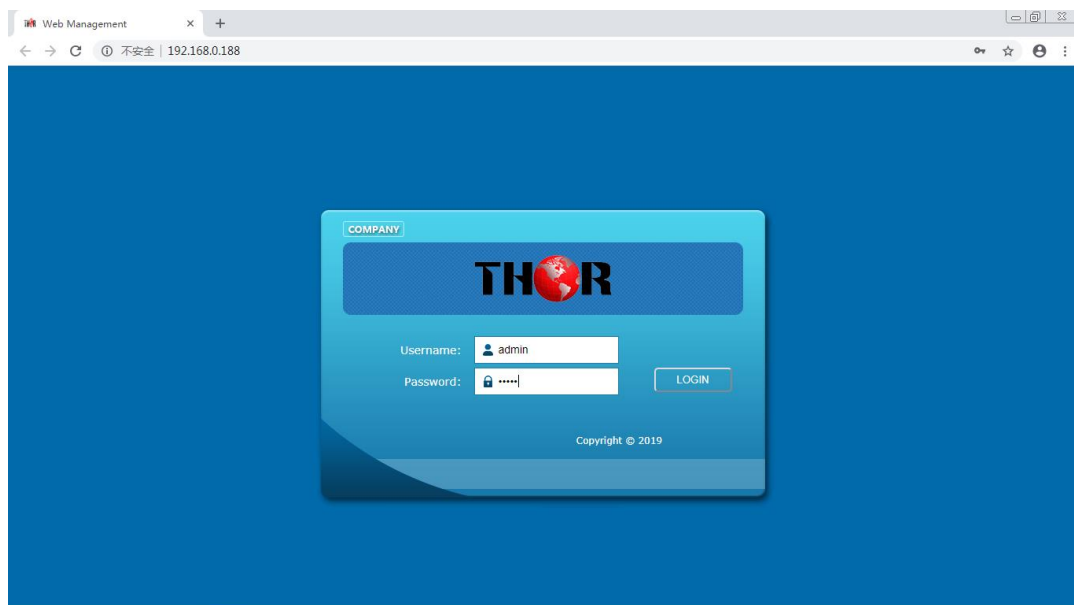 Web Management
不安全 | 192.168.0.188
COMPANY
THOR
Username: admin
Password: •••••
LOGIN
Copyright © 2019